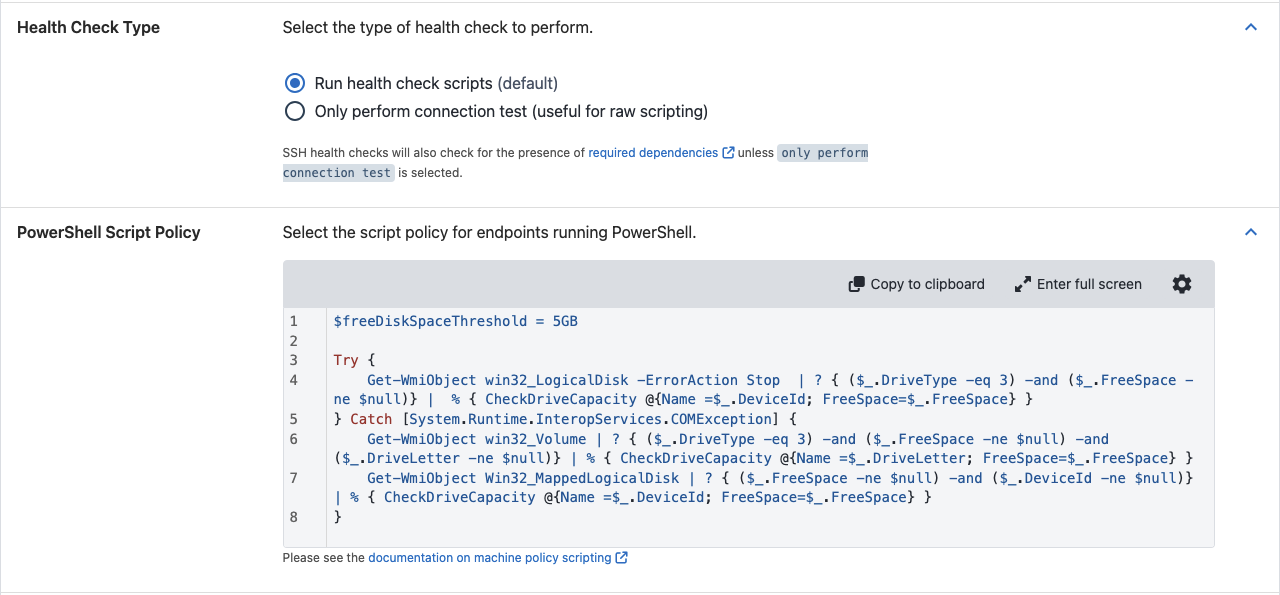 Health Check Type
Select the type of health check to perform.
Run health check scripts (default)
Only perform connection test (useful for raw scripting)
SSH health checks will also check for the presence of required dependencies unless only perform
connection test is selected.
PowerShell Script Policy
Select the script policy for endpoints running PowerShell.
Copy to clipboard Enter full screen
1 $freeDiskSpaceThreshold = 5GB
2
3 Try {
4     Get-WmiObject win32_LogicalDisk -ErrorAction Stop  | ? { ($_.DriveType -eq 3) -and ($_.FreeSpace -
ne $null)} |  % { CheckDriveCapacity @{Name =$_.DeviceId; FreeSpace=$_.FreeSpace} }
5 } Catch [System.Runtime.InteropServices.COMException] {
6     Get-WmiObject win32_Volume | ? { ($_.DriveType -eq 3) -and ($_.FreeSpace -ne $null) -and
($_.DriveLetter -ne $null)} | % { CheckDriveCapacity @{Name =$_.DriveLetter; FreeSpace=$_.FreeSpace} }
7     Get-WmiObject Win32_MappedLogicalDisk | ? { ($_.FreeSpace -ne $null) -and ($_.DeviceId -ne $null)}
| % { CheckDriveCapacity @{Name =$_.DeviceId; FreeSpace=$_.FreeSpace} }
8 }
Please see the documentation on machine policy scripting